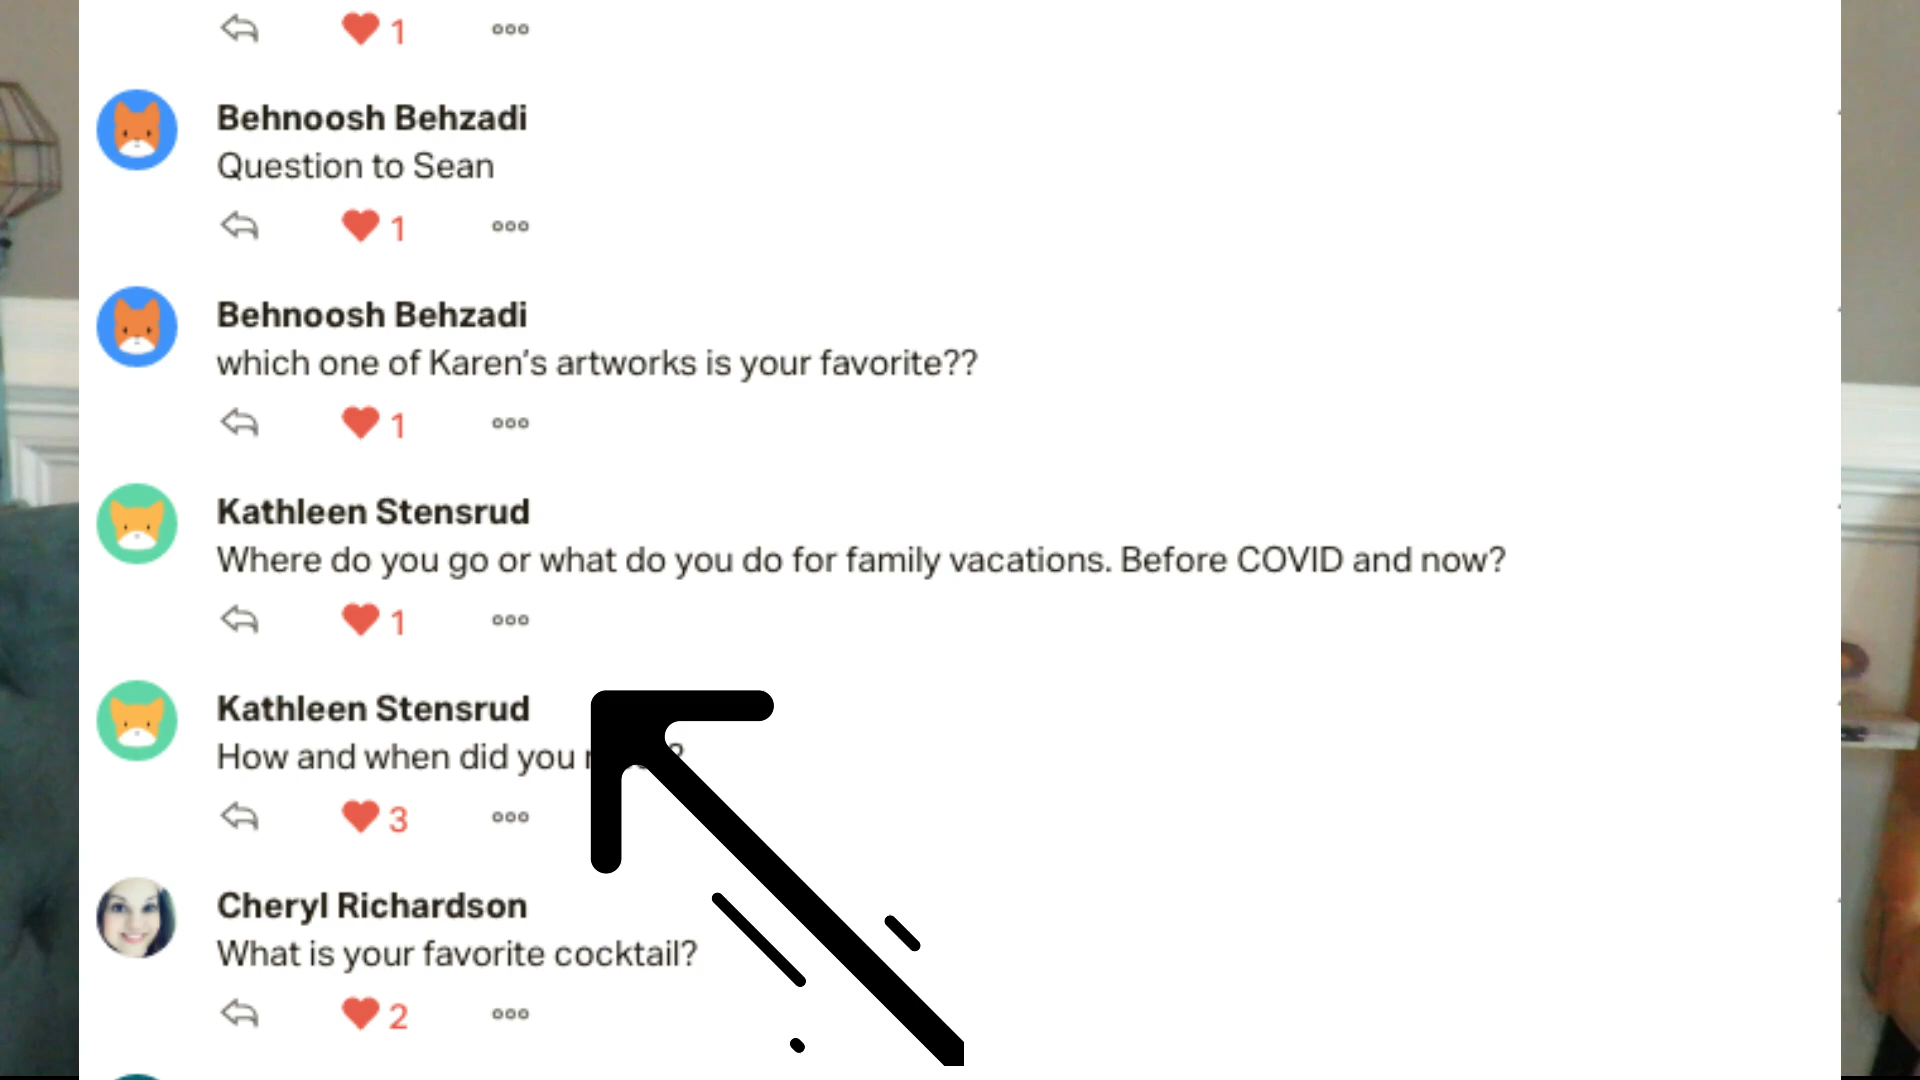 1
Behnoosh Behzadi
Question to Sean
1
Behnoosh Behzadi
which one of Karen's artworks is your favorite??
1
Kathleen Stensrud
Where do you go or what do you do for family vacations. Before COVID and now?
1
Kathleen Stensrud
How and when did you
3
Cheryl Richardson
What is your favorite cocktail?
2